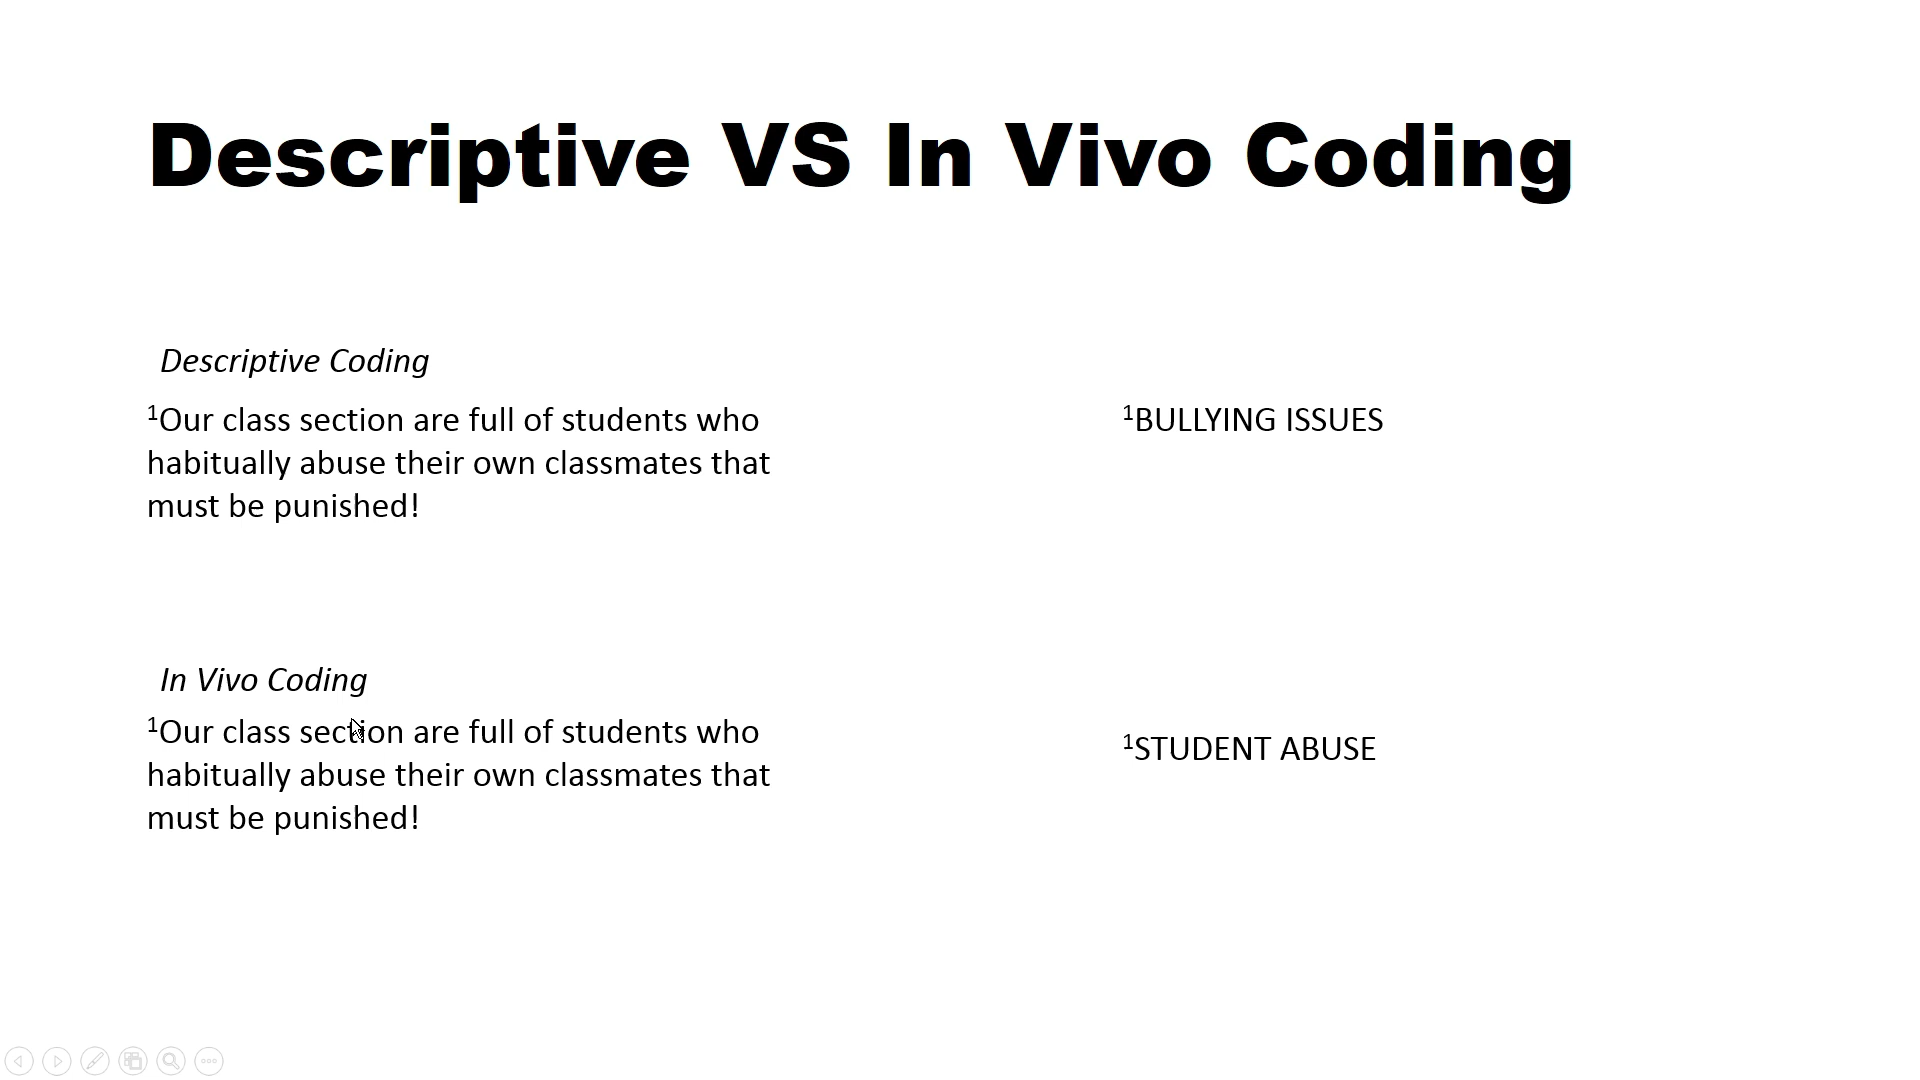 Descriptive VS In Vivo Coding
Descriptive Coding
¹Our class section are full of students who
habitually abuse their own classmates that
must be punished!
¹BULLYING ISSUES
In Vivo Coding
¹Our class section are full of students who
habitually abuse their own classmates that
must be punished!
¹STUDENT ABUSE